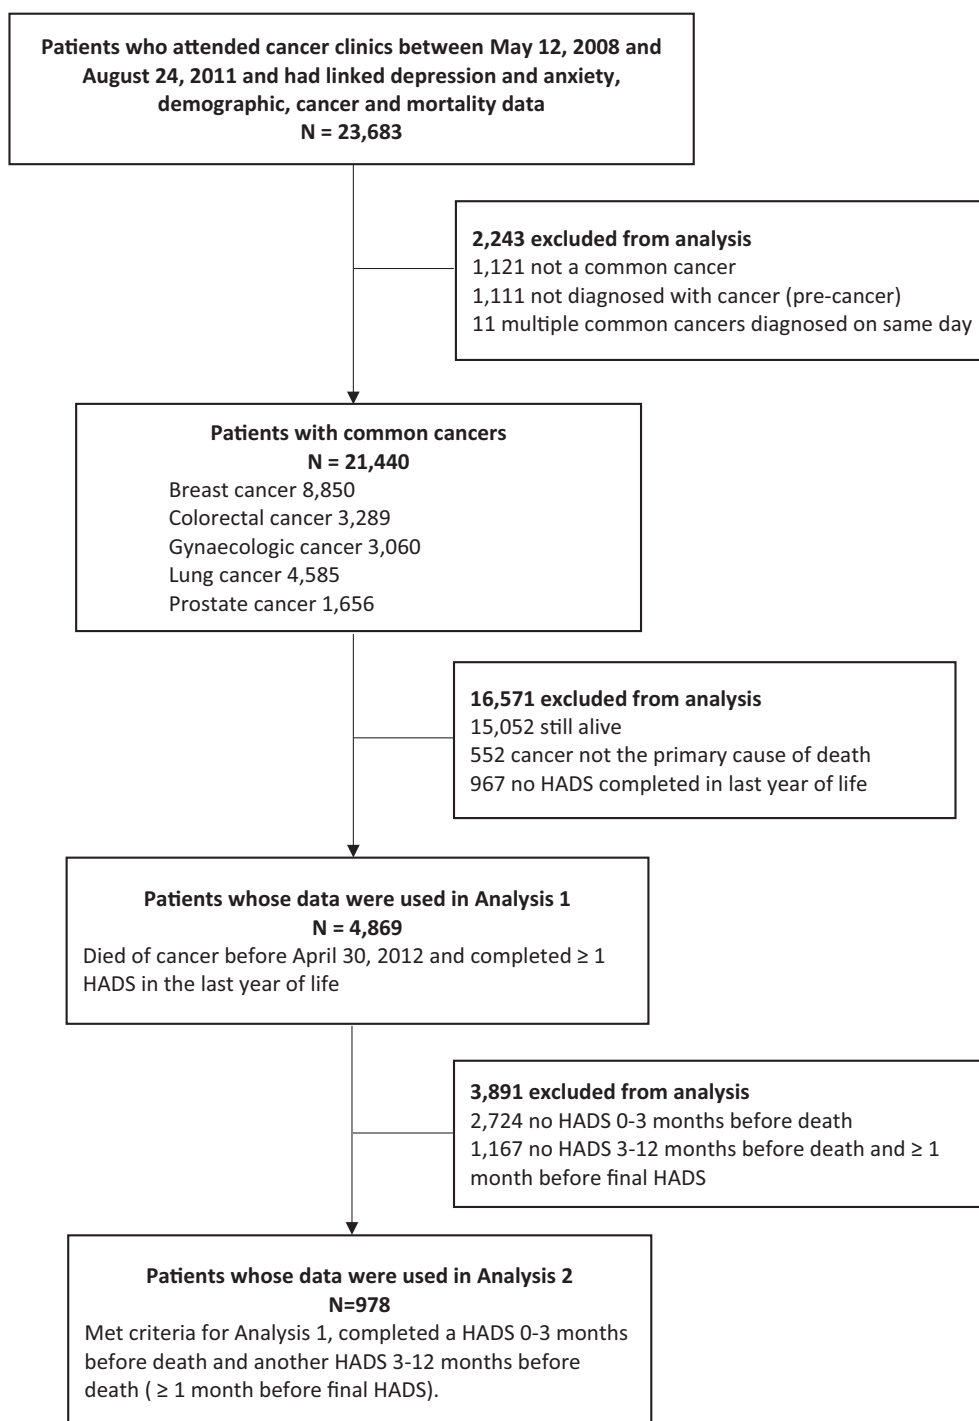 Patients who attended cancer clinics between May 12, 2008 and
August 24, 2011 and had linked depression and anxiety,
demographic, cancer and mortality data
N = 23,683
2,243 excluded from analysis
1,121 not a common cancer
1,111 not diagnosed with cancer (pre-cancer)
11 multiple common cancers diagnosed on same day
Patients with common cancers
N = 21,440
Breast cancer 8,850
Colorectal cancer 3,289
Gynaecologic cancer 3,060
Lung cancer 4,585
Prostate cancer 1,656
16,571 excluded from analysis
15,052 still alive
552 cancer not the primary cause of death
967 no HADS completed in last year of life
Patients whose data were used in Analysis 1
N = 4,869
Died of cancer before April 30, 2012 and completed ≥ 1
HADS in the last year of life
3,891 excluded from analysis
2,724 no HADS 0-3 months before death
1,167 no HADS 3-12 months before death and ≥ 1
month before final HADS
Patients whose data were used in Analysis 2
N=978
Met criteria for Analysis 1, completed a HADS 0-3 months
before death and another HADS 3-12 months before
death ( ≥ 1 month before final HADS).